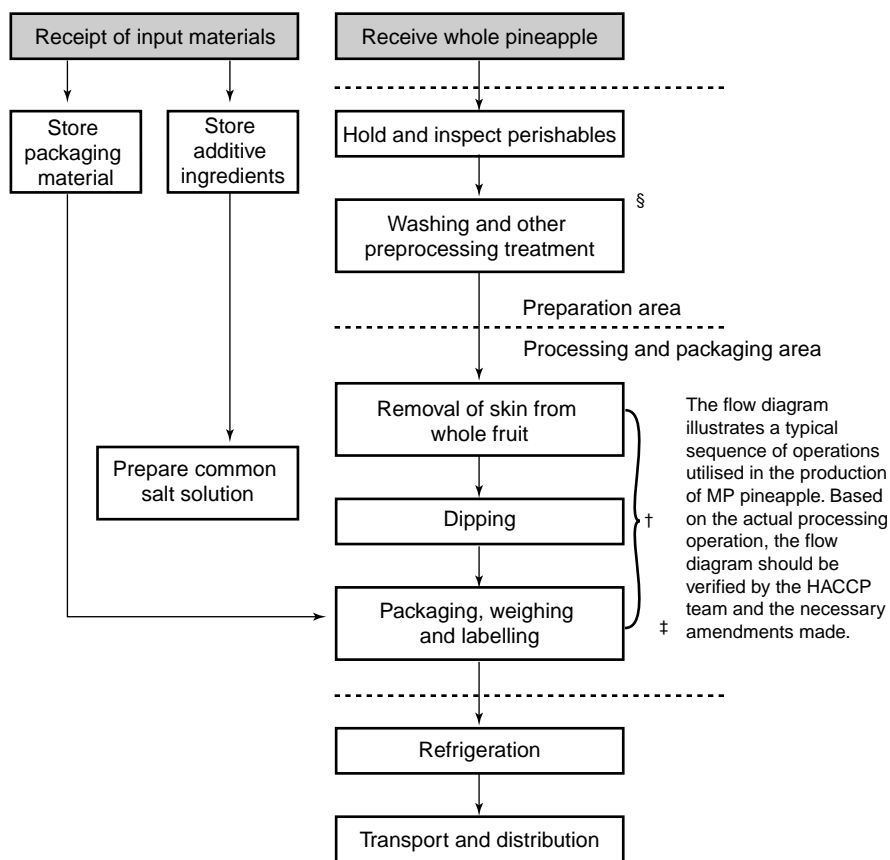 Receipt of input materials
Receive whole pineapple
Store
packaging
material
Store
additive
ingredients
Hold and inspect perishables
Washing and other
preprocessing treatment
§
Preparation area
Processing and packaging area
Removal of skin from
whole fruit
Prepare common
salt solution
Dipping
†
Packaging, weighing
and labelling
‡
The flow diagram
illustrates a typical
sequence of operations
utilised in the production
of MP pineapple. Based
on the actual processing
operation, the flow
diagram should be
verified by the HACCP
team and the necessary
amendments made.
Refrigeration
Transport and distribution